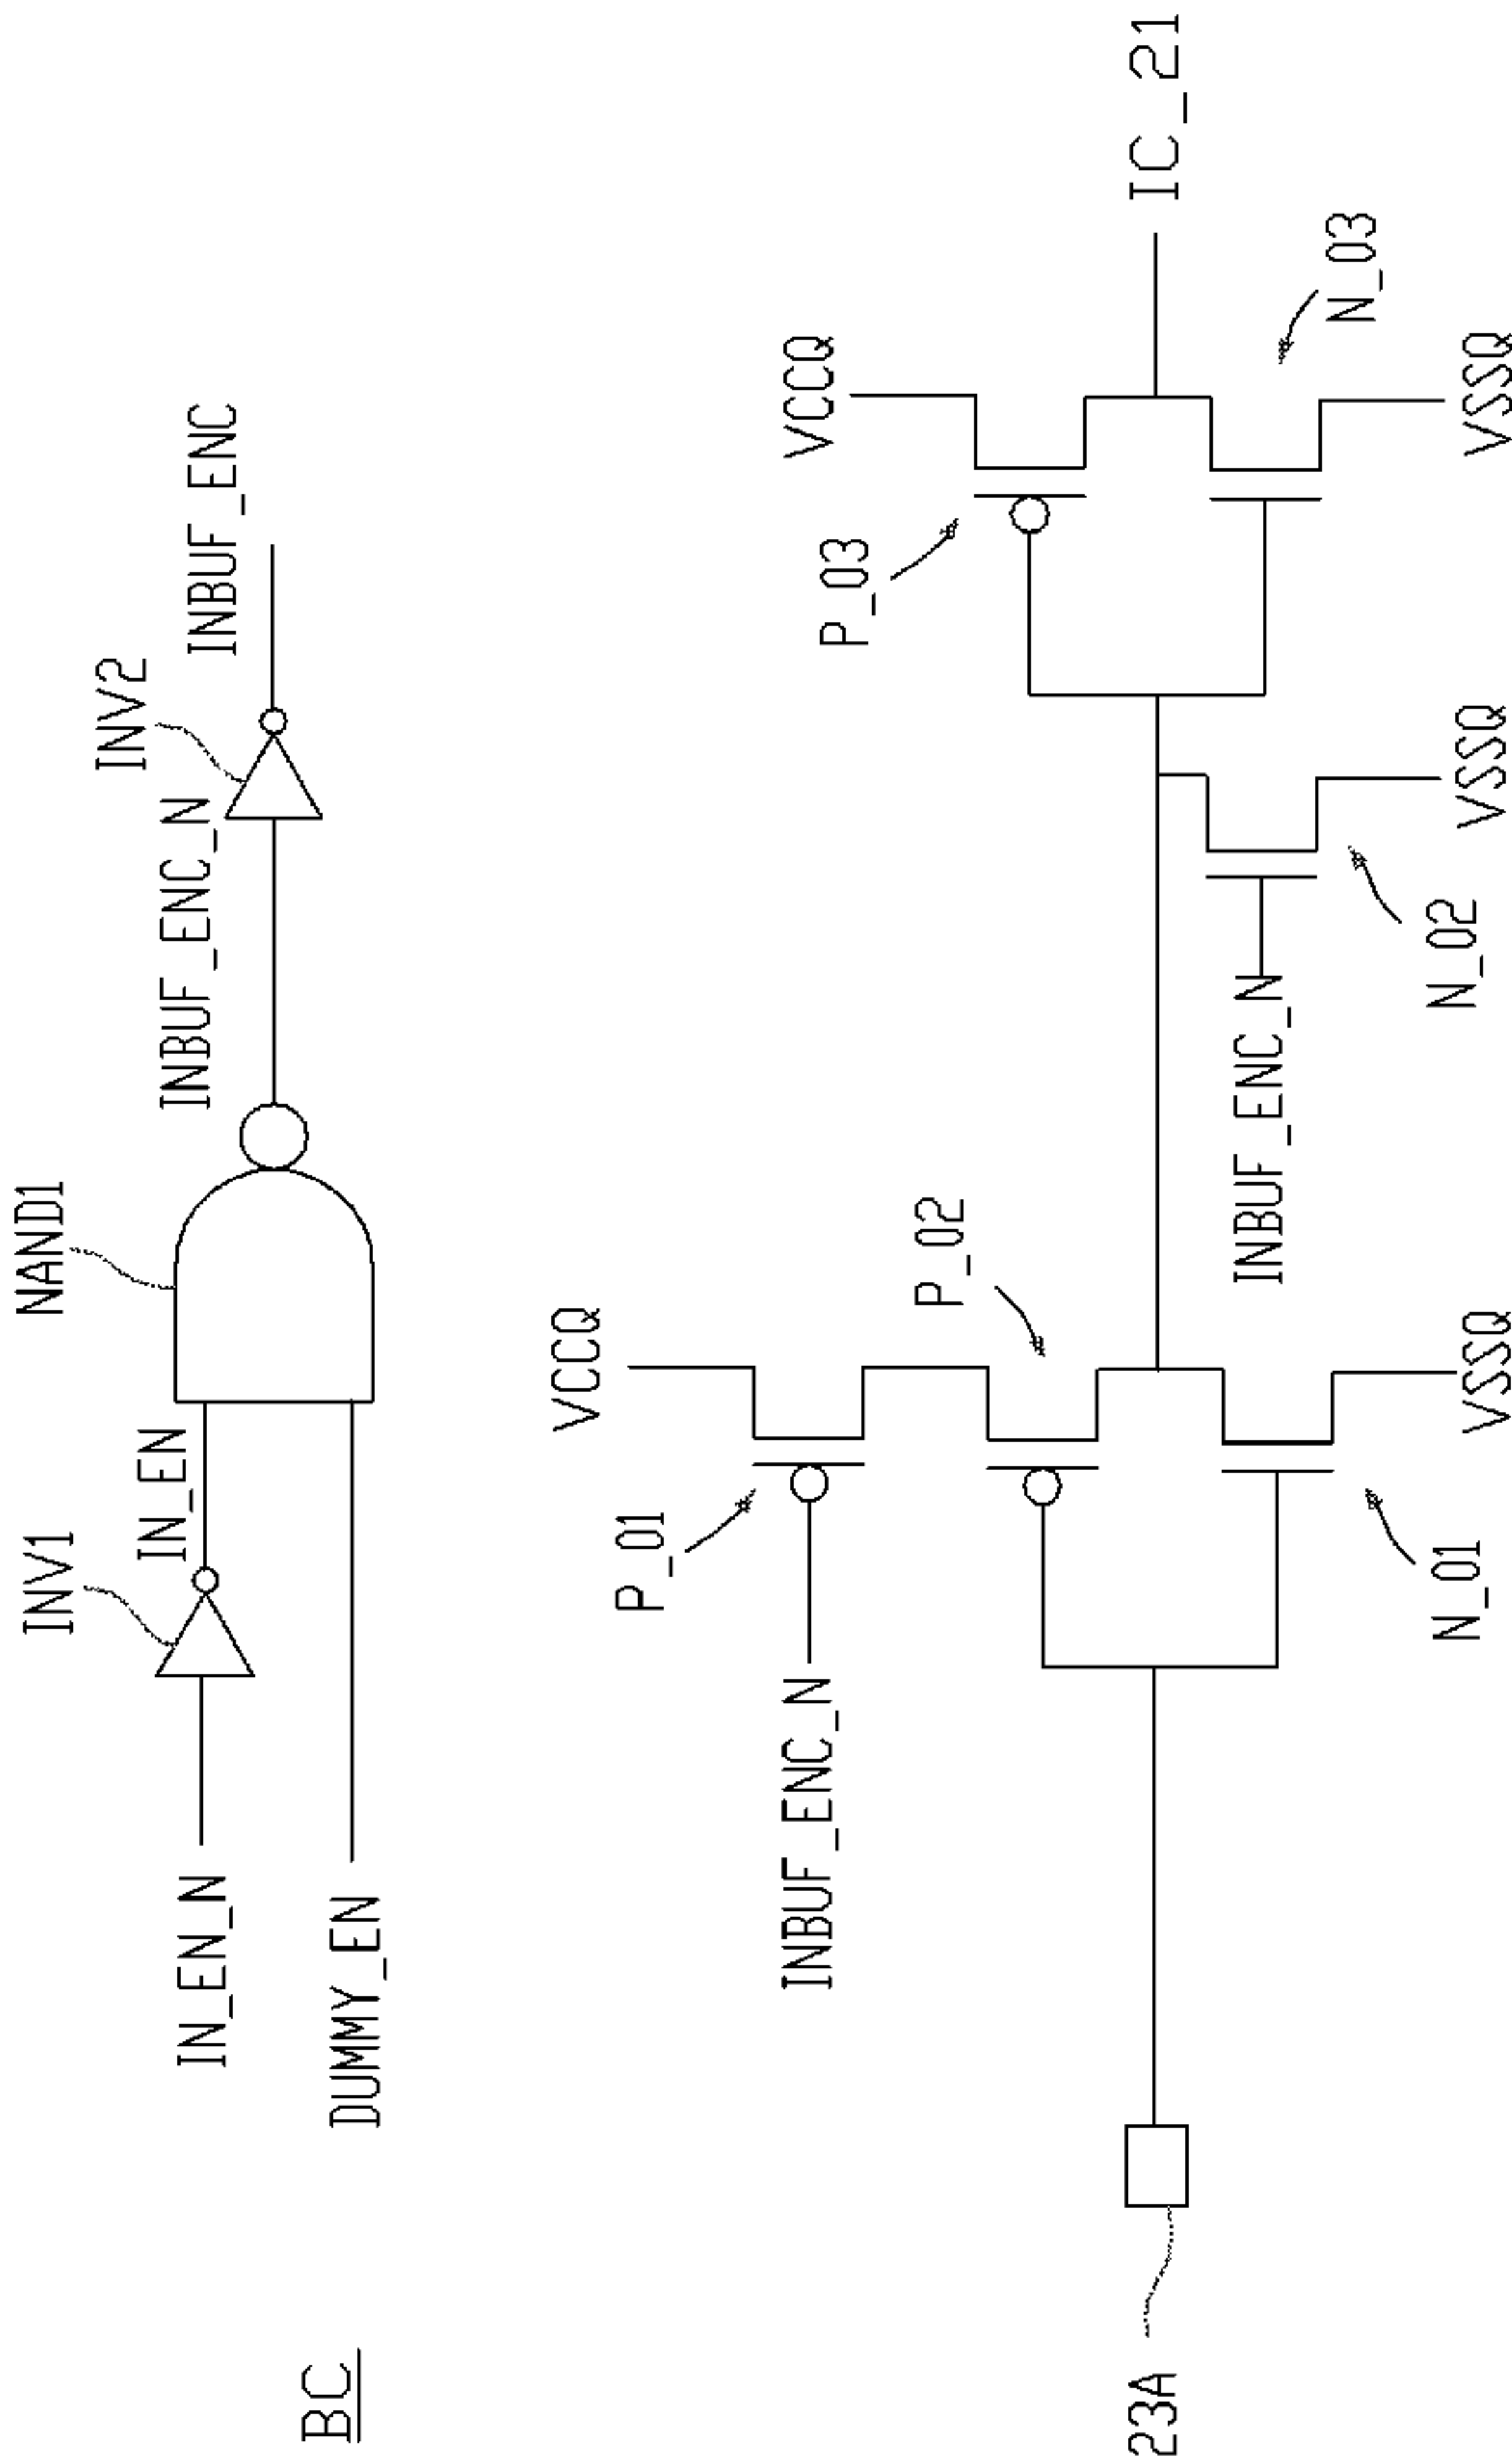 BC
INV1
NAND1
INV2
IN_EN_N
IN_EN
INBUF_ENC_N
INBUF_ENC
DUMMY_EN
VCCQ
P_01
INBUF_ENC_N
P_02
VCCQ
P_03
23A
IC_21
INBUF_ENC_N
N_01
N_02
N_03
VSSQ
VSSQ
VSSQ